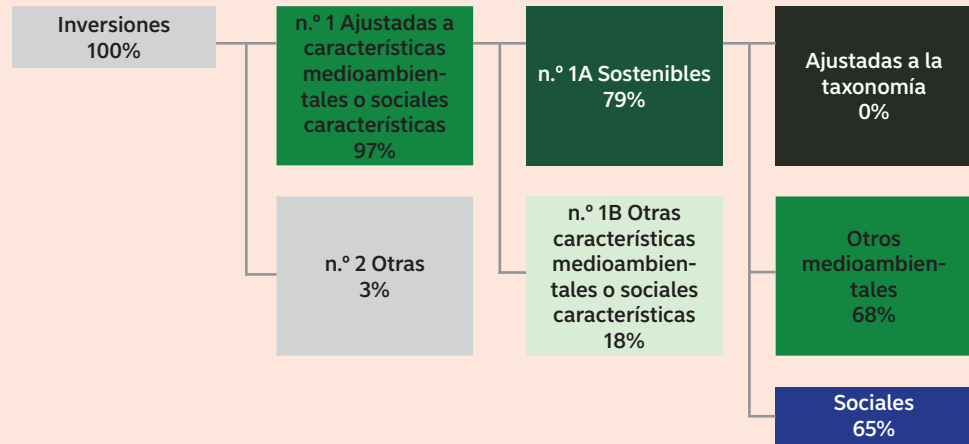 Inversiones
100%
n.º 1 Ajustadas a
características
medioambien-
tales o sociales
características
97%
n.º 2 Otras
3%
n.º 1A Sostenibles
79%
n.º 1B Otras
características
medioambien-
tales o sociales
características
18%
Ajustadas a la
taxonomía
0%
Otros
medioambien-
tales
68%
Sociales
65%